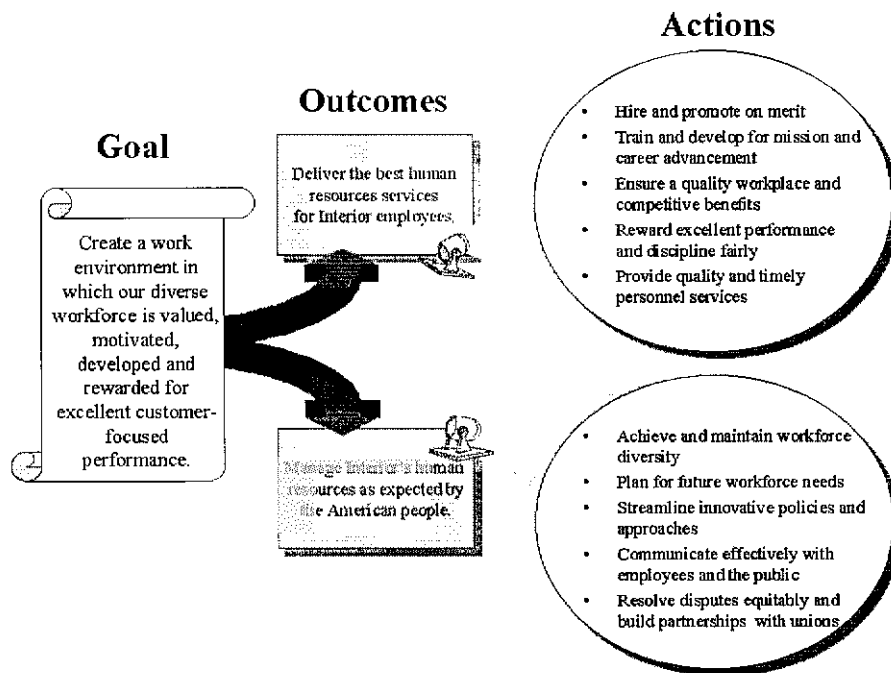 Goal
Create a work
environment in
which our diverse
workforce is valued,
motivated,
developed and
rewarded for
excellent customer-
focused
performance.
Outcomes
Deliver the best human
resources services
for Interior employees.
Manage Interior's human
resources as expected by
the American people.
Actions
• Hire and promote on merit
• Train and develop for mission and
career advancement
• Ensure a quality workplace and
competitive benefits
• Reward excellent performance
and discipline fairly
• Provide quality and timely
personnel services
• Achieve and maintain workforce
diversity
• Plan for future workforce needs
• Streamline innovative policies and
approaches
• Communicate effectively with
employees and the public
• Resolve disputes equitably and
build partnerships with unions